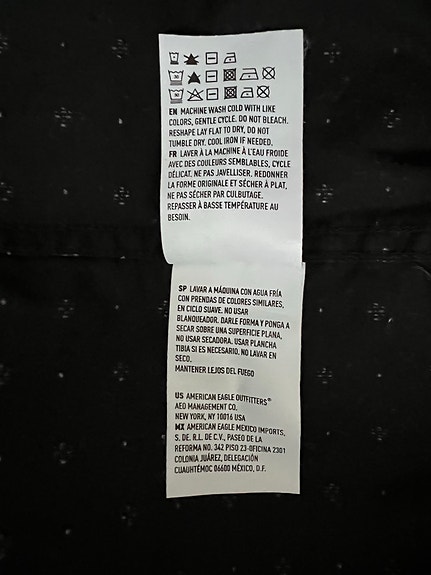 EN MACHINE WASH COLD WITH LIKE
COLORS, GENTLE CYCLE. DO NOT BLEACH.
RESHAPE LAY FLAT TO DRY, DO NOT
TUMBLE DRY. COOL IRON IF NEEDED.
FR LAVER À LA MACHINE À L'EAU FROIDE
AVEC DES COULEURS SEMBLABLES, CYCLE
DÉLICAT. NE PAS JAVELLISER. REDONNER
LA FORME ORIGINALE ET SÉCHER À PLAT,
NE PAS SÉCHER PAR CULBUTAGE.
REPASSER À BASSE TEMPÉRATURE AU
BESOIN.
SP LAVAR A MÁQUINA CON AGUA FRÍA
CON PRENDAS DE COLORES SIMILARES,
EN CICLO SUAVE. NO USAR
BLANQUEADOR. DARLE FORMA Y PONGA A
SECAR SOBRE UNA SUPERFICIE PLANA,
NO USAR SECADORA. USAR PLANCHA
TIBIA SI ES NECESARIO. NO LAVAR EN
SECO.
MANTENER LEJOS DEL FUEGO
US AMERICAN EAGLE OUTFITTERS®
AEO MANAGEMENT CO.
NEW YORK, NY 10016 USA
MX AMERICAN EAGLE MEXICO IMPORTS,
S. DE. R.L. DE C.V., PASEO DE LA
REFORMA NO. 342 PISO 23-OFICINA 2301
COLONIA JUÁREZ, DELEGACIÓN
CUAUHTÉMOC 06600 MÉXICO, D.F.